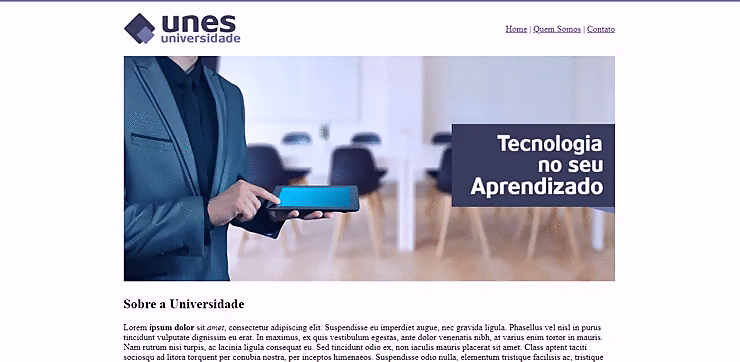 unes
universidade
Home | Quem Somos | Contato
Tecnologia
no seu
Aprendizado
Sobre a Universidade
Lorem ipsum dolor sit amet, consectetur adipiscing elit. Suspendisse eu imperdiet augue, nec gravida ligula. Phasellus vel nisl in purus
tincidunt vulputate dignissim eu erat. In maximus, ex quis vestibulum egestas, ante dolor venenatis nibh, at varius enim tortor in mauris.
Nam rutrum nisi turpis, ac lacinia ligula consequat eu. Sed tincidunt odio ex, non iaculis mauris placerat sit amet. Class aptent taciti
sociosqu ad litora torquent per conubia nostra, per inceptos himenaeos. Suspendisse odio nulla, elementum tristique facilisis ac, tristique